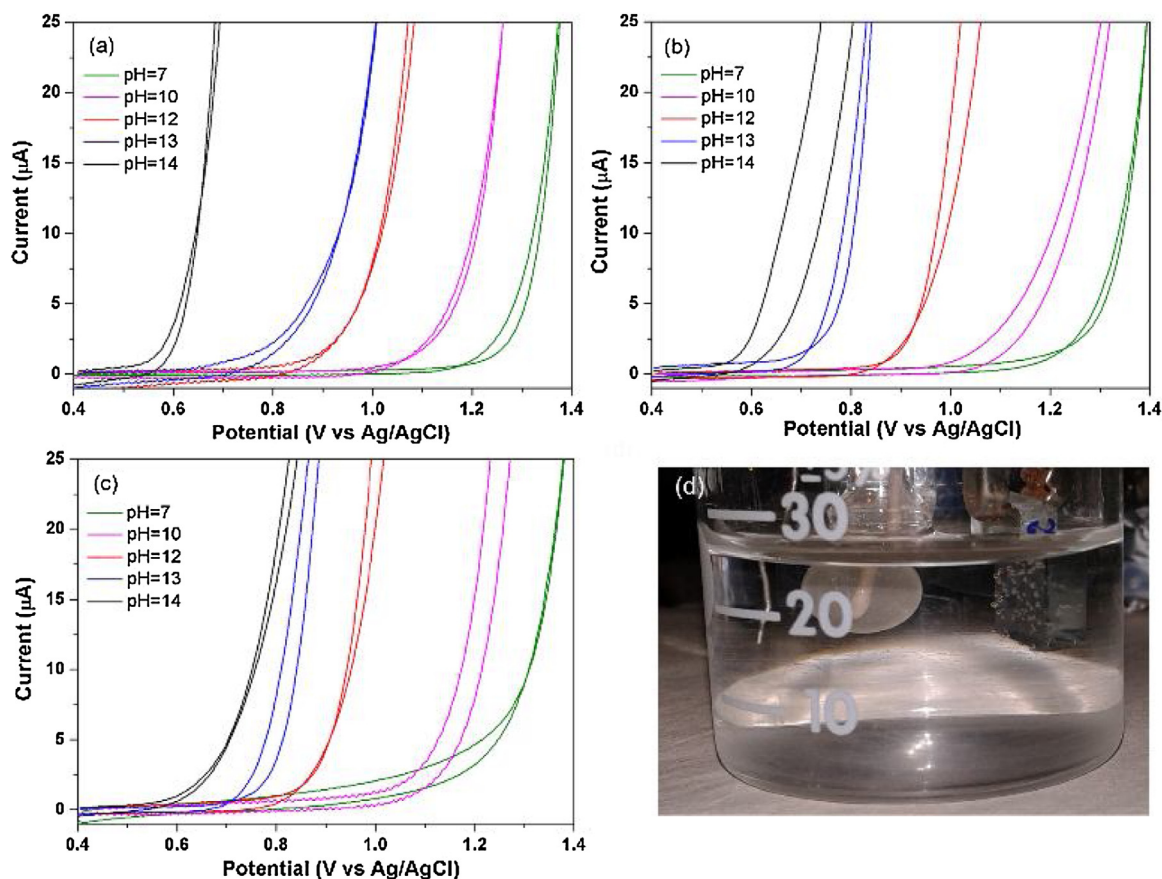 (a)
pH=7
pH=10
pH=12
pH=13
pH=14
25
20
15
10
5
0
Current (μA)
0.4 0.6 0.8 1.0 1.2 1.4
Potential (V vs Ag/AgCl)
(b)
pH=7
pH=10
pH=12
pH=13
pH=14
25
20
15
10
5
0
Current (μA)
0.4 0.6 0.8 1.0 1.2 1.4
Potential (V vs Ag/AgCl)
(c)
pH=7
pH=10
pH=12
pH=13
pH=14
25
20
15
10
5
0
Current (μA)
0.4 0.6 0.8 1.0 1.2 1.4
Potential (V vs Ag/AgCl)
(d)
30
20
10